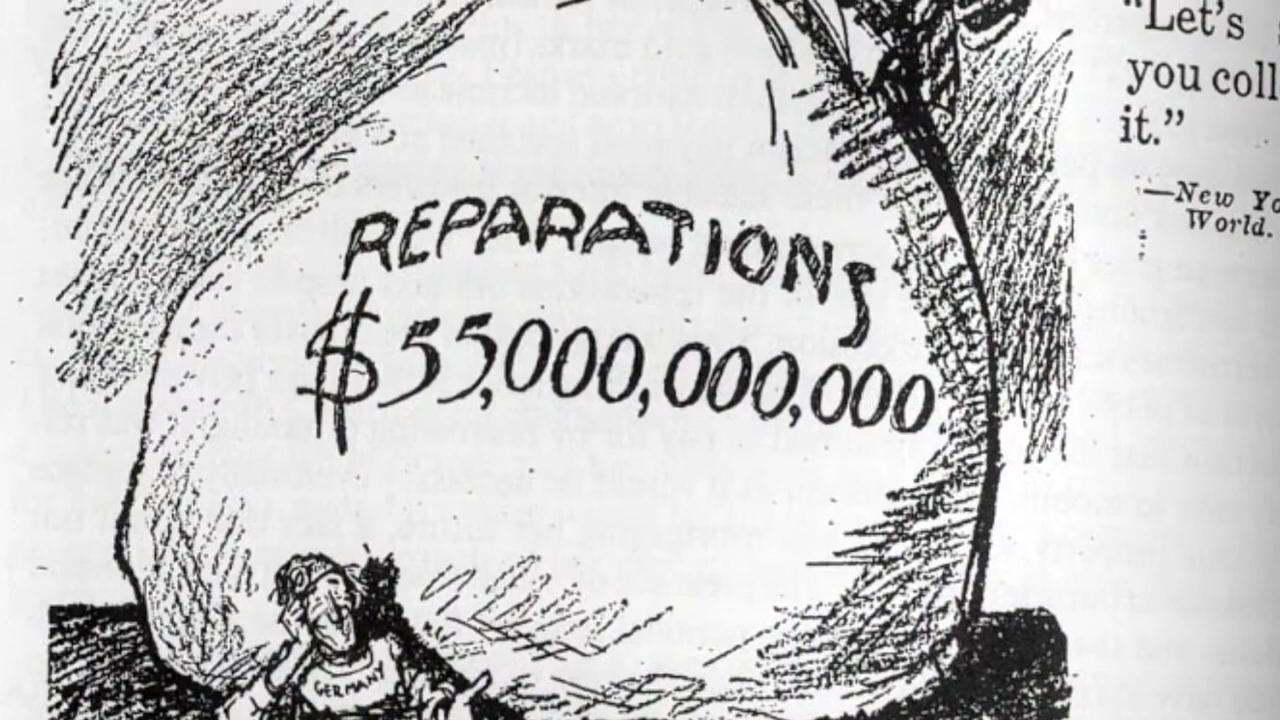 REPARATIONS
$55,000,000,000
GERMANY
"Let's
you coll
it."
—New Yo
World.